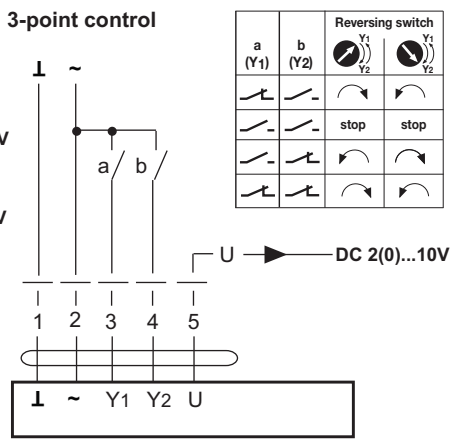 3-point control
Reversing switch
a
(Y1)
b
(Y2)
Y1
Y2
Y1
Y2
stop
stop
⊥ ~
V
a b
V
U
DC 2(0)...10V
1 2 3 4 5
⊥ ~ Y1 Y2 U